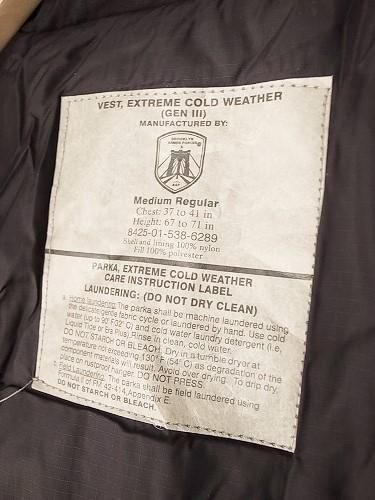 VEST, EXTREME COLD WEATHER
(GEN III)
MANUFACTURED BY:
BROOKLYN
ARMED FORCES
Medium Regular
Chest: 37 to 41 in
Height: 67 to 71 in
8425-01-538-6289
Shell and lining 100% nylon
Fill 100% polyester
PARKA, EXTREME COLD WEATHER
CARE INSTRUCTION LABEL
LAUNDERING: (DO NOT DRY CLEAN)
a. Home laundering: The parka shall be machine laundered using
the delicate/gentle fabric cycle or laundered by hand. Use cold
water (up to 90°F/32°C) and cold water laundry detergent (i.e.
Liquid Tide or Era Plus). Rinse in clean, cold water.
DO NOT STARCH OR BLEACH. Dry in a tumble dryer at
temperature not exceeding 130°F (54°C) as degradation of the
component materials will result. Avoid over drying. To drip dry,
place on rustproof hanger. DO NOT PRESS.
b. Field Laundering: The parka shall be field laundered using
Formula II of FM 42-414, Appendix E.
DO NOT STARCH OR BLEACH.